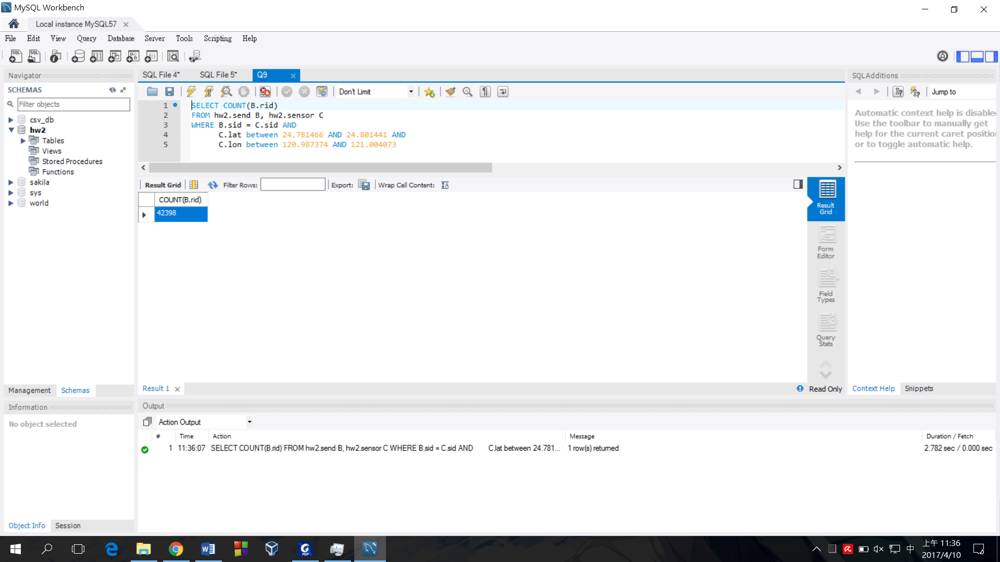 MySQL Workbench
Local instance MySQL57
File Edit View Query Database Server Tools Scripting Help
Navigator
SCHEMAS
Filter objects
csv_db
hw2
Tables
Views
Stored Procedures
Functions
sakila
sys
world
Management Schemas
Information
No object selected
Object Info Session
SQL File 4* SQL File 5* Q9
Don't Limit
1 SELECT COUNT(B.rid)
2 FROM hw2.send B, hw2.sensor C
3 WHERE B.sid = C.sid AND
4 C.lat between 24.781466 AND 24.801441 AND
5 C.lon between 120.987374 AND 121.004073
Result Grid Filter Rows: Export: Wrap Cell Content:
COUNT(B.rid)
42398
Result
Grid
Form
Editor
Field
Types
Query
Stats
Result 1
Read Only
SQLAdditions
Jump to
Automatic context help is disable
Use the toolbar to manually get
help for the current caret positio
or to toggle automatic help.
Context Help Snippets
Output
Action Output
# Time Action Message Duration / Fetch
1 11:36:07 SELECT COUNT(B.rid) FROM hw2.send B, hw2.sensor C WHERE B.sid = C.sid AND C.lat between 24.781... 1 row(s) returned 2.782 sec / 0.000 sec
中
上午 11:36
2017/4/10